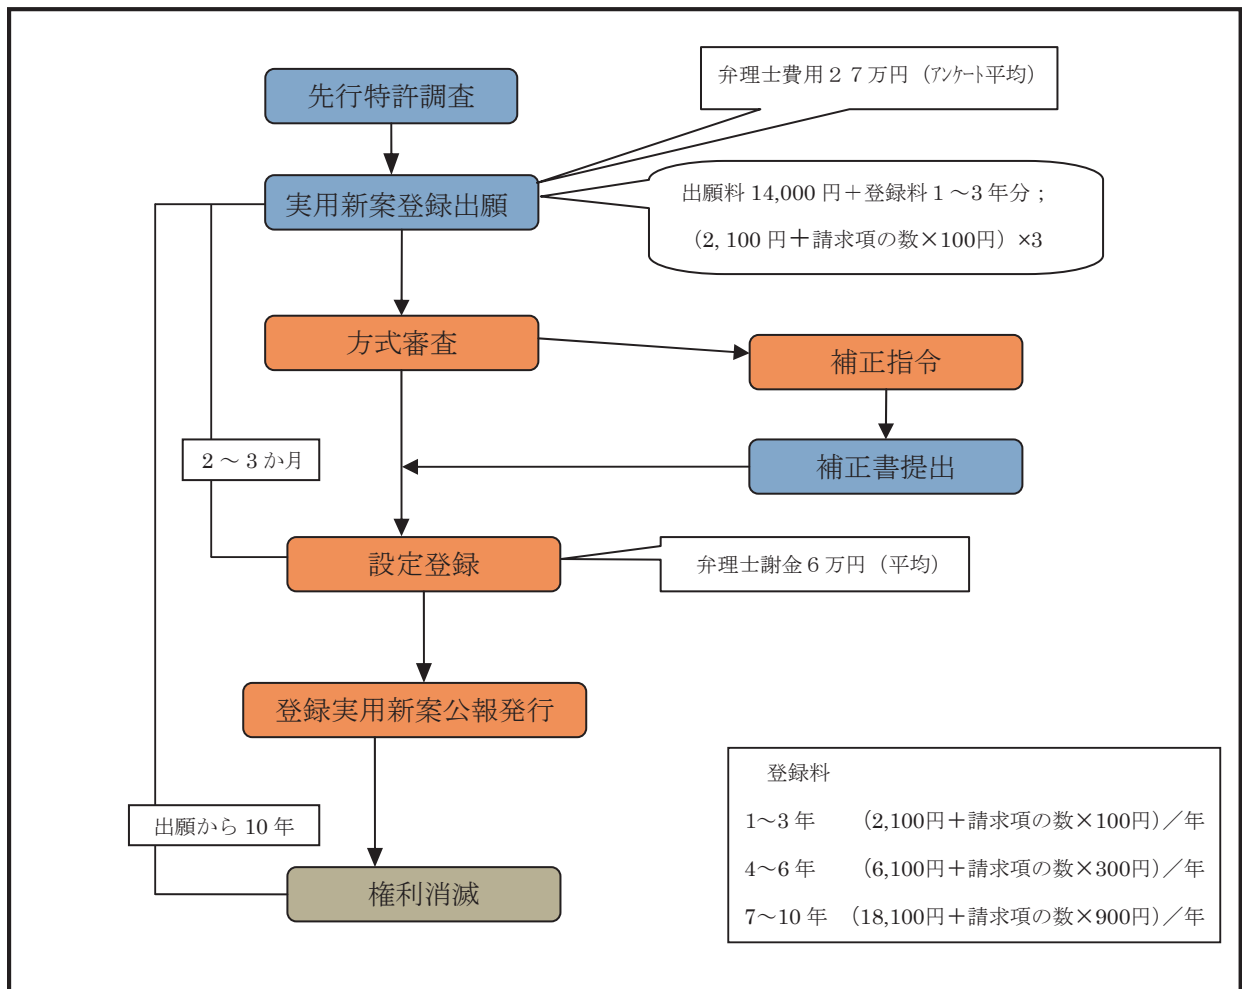 弁理士費用２７万円（ｱﾝｹｰﾄ平均）
先行特許調査
実用新案登録出願
出願料 14,000 円＋登録料１～３年分；
（2, 100 円＋請求項の数×100円）×3
方式審査
補正指令
２～３か月
補正書提出
設定登録
弁理士謝金６万円（平均）
登録実用新案公報発行
出願から 10 年
権利消滅
登録料
1～3 年　（2,100円＋請求項の数×100円）／年
4～6 年　（6,100円＋請求項の数×300円）／年
7～10 年　（18,100円＋請求項の数×900円）／年